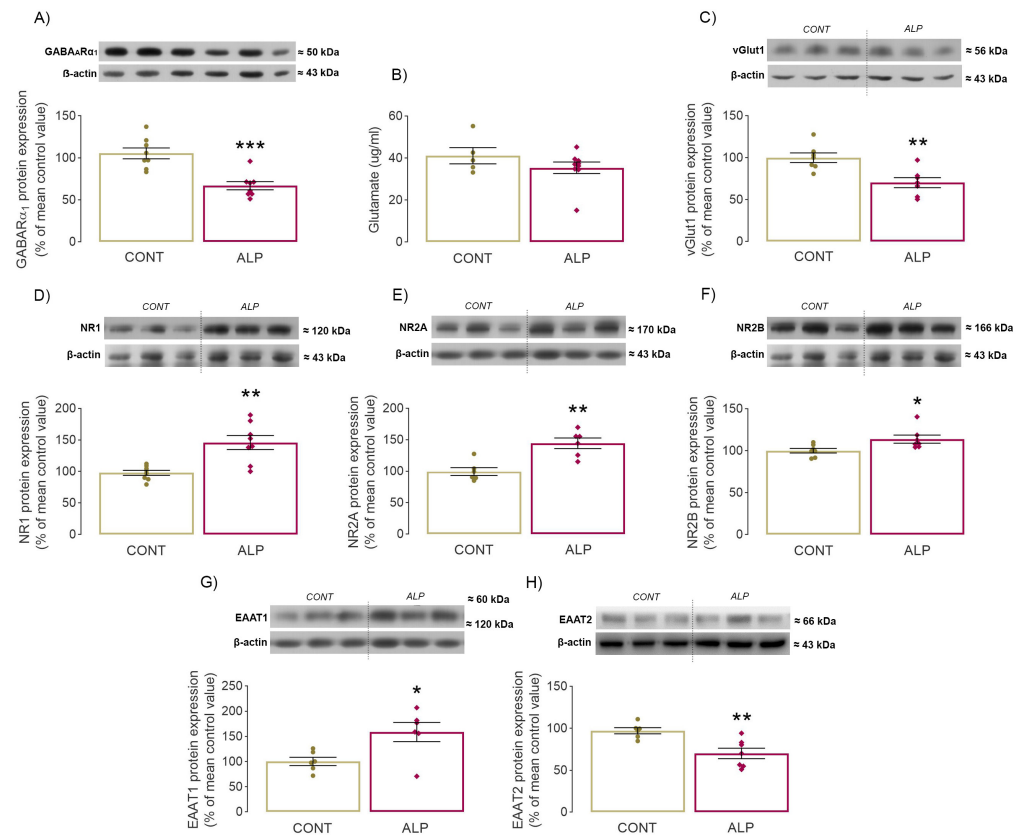 A)
GABAᴀRα₁
≈ 50 kDa
ß-actin
≈ 43 kDa
GABARα₁ protein expression
(% of mean control value)
150
100
50
0
***
CONT
ALP
B)
Glutamate (ug/ml)
60
40
20
0
CONT
ALP
C)
CONT
ALP
vGlut1
≈ 56 kDa
β-actin
≈ 43 kDa
vGlut1 protein expression
(% of mean control value)
150
100
50
0
**
CONT
ALP
D)
CONT
ALP
NR1
≈ 120 kDa
β-actin
≈ 43 kDa
NR1 protein expression
(% of mean control value)
200
150
100
50
0
**
CONT
ALP
E)
CONT
ALP
NR2A
≈ 170 kDa
β-actin
≈ 43 kDa
NR2A protein expression
(% of mean control value)
200
150
100
50
0
**
CONT
ALP
F)
CONT
ALP
NR2B
≈ 166 kDa
β-actin
≈ 43 kDa
NR2B protein expression
(% of mean control value)
150
100
50
0
*
CONT
ALP
G)
CONT
ALP
≈ 60 kDa
EAAT1
≈ 120 kDa
β-actin
EAAT1 protein expression
(% of mean control value)
250
200
150
100
50
0
*
CONT
ALP
H)
CONT
ALP
EAAT2
≈ 66 kDa
β-actin
≈ 43 kDa
EAAT2 protein expression
(% of mean control value)
150
100
50
0
**
CONT
ALP